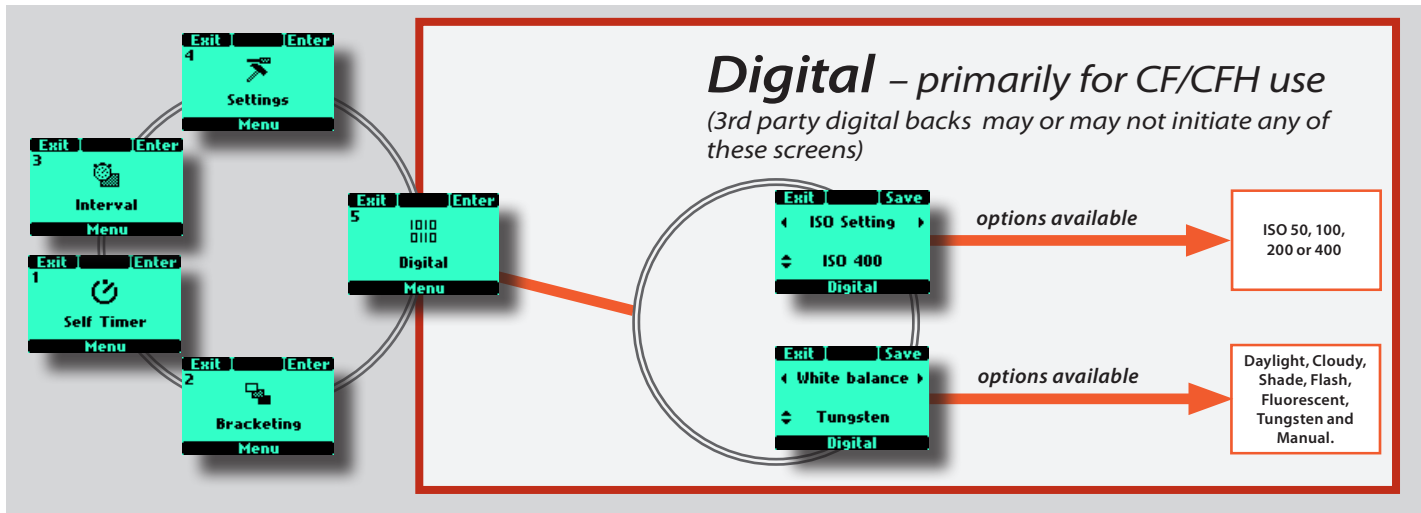 Exit Enter
4
Settings
Menu
Exit Enter
3
Interval
Menu
Exit Enter
1
Self Timer
Menu
Exit Enter
2
Bracketing
Menu
Exit Enter
5
1010
0110
Digital
Menu
Digital – primarily for CF/CFH use
(3rd party digital backs may or may not initiate any of
these screens)
Exit Save
ISO Setting
ISO 400
Digital
options available
ISO 50, 100,
200 or 400
Exit Save
White balance
Tungsten
Digital
options available
Daylight, Cloudy,
Shade, Flash,
Fluorescent,
Tungsten and
Manual.